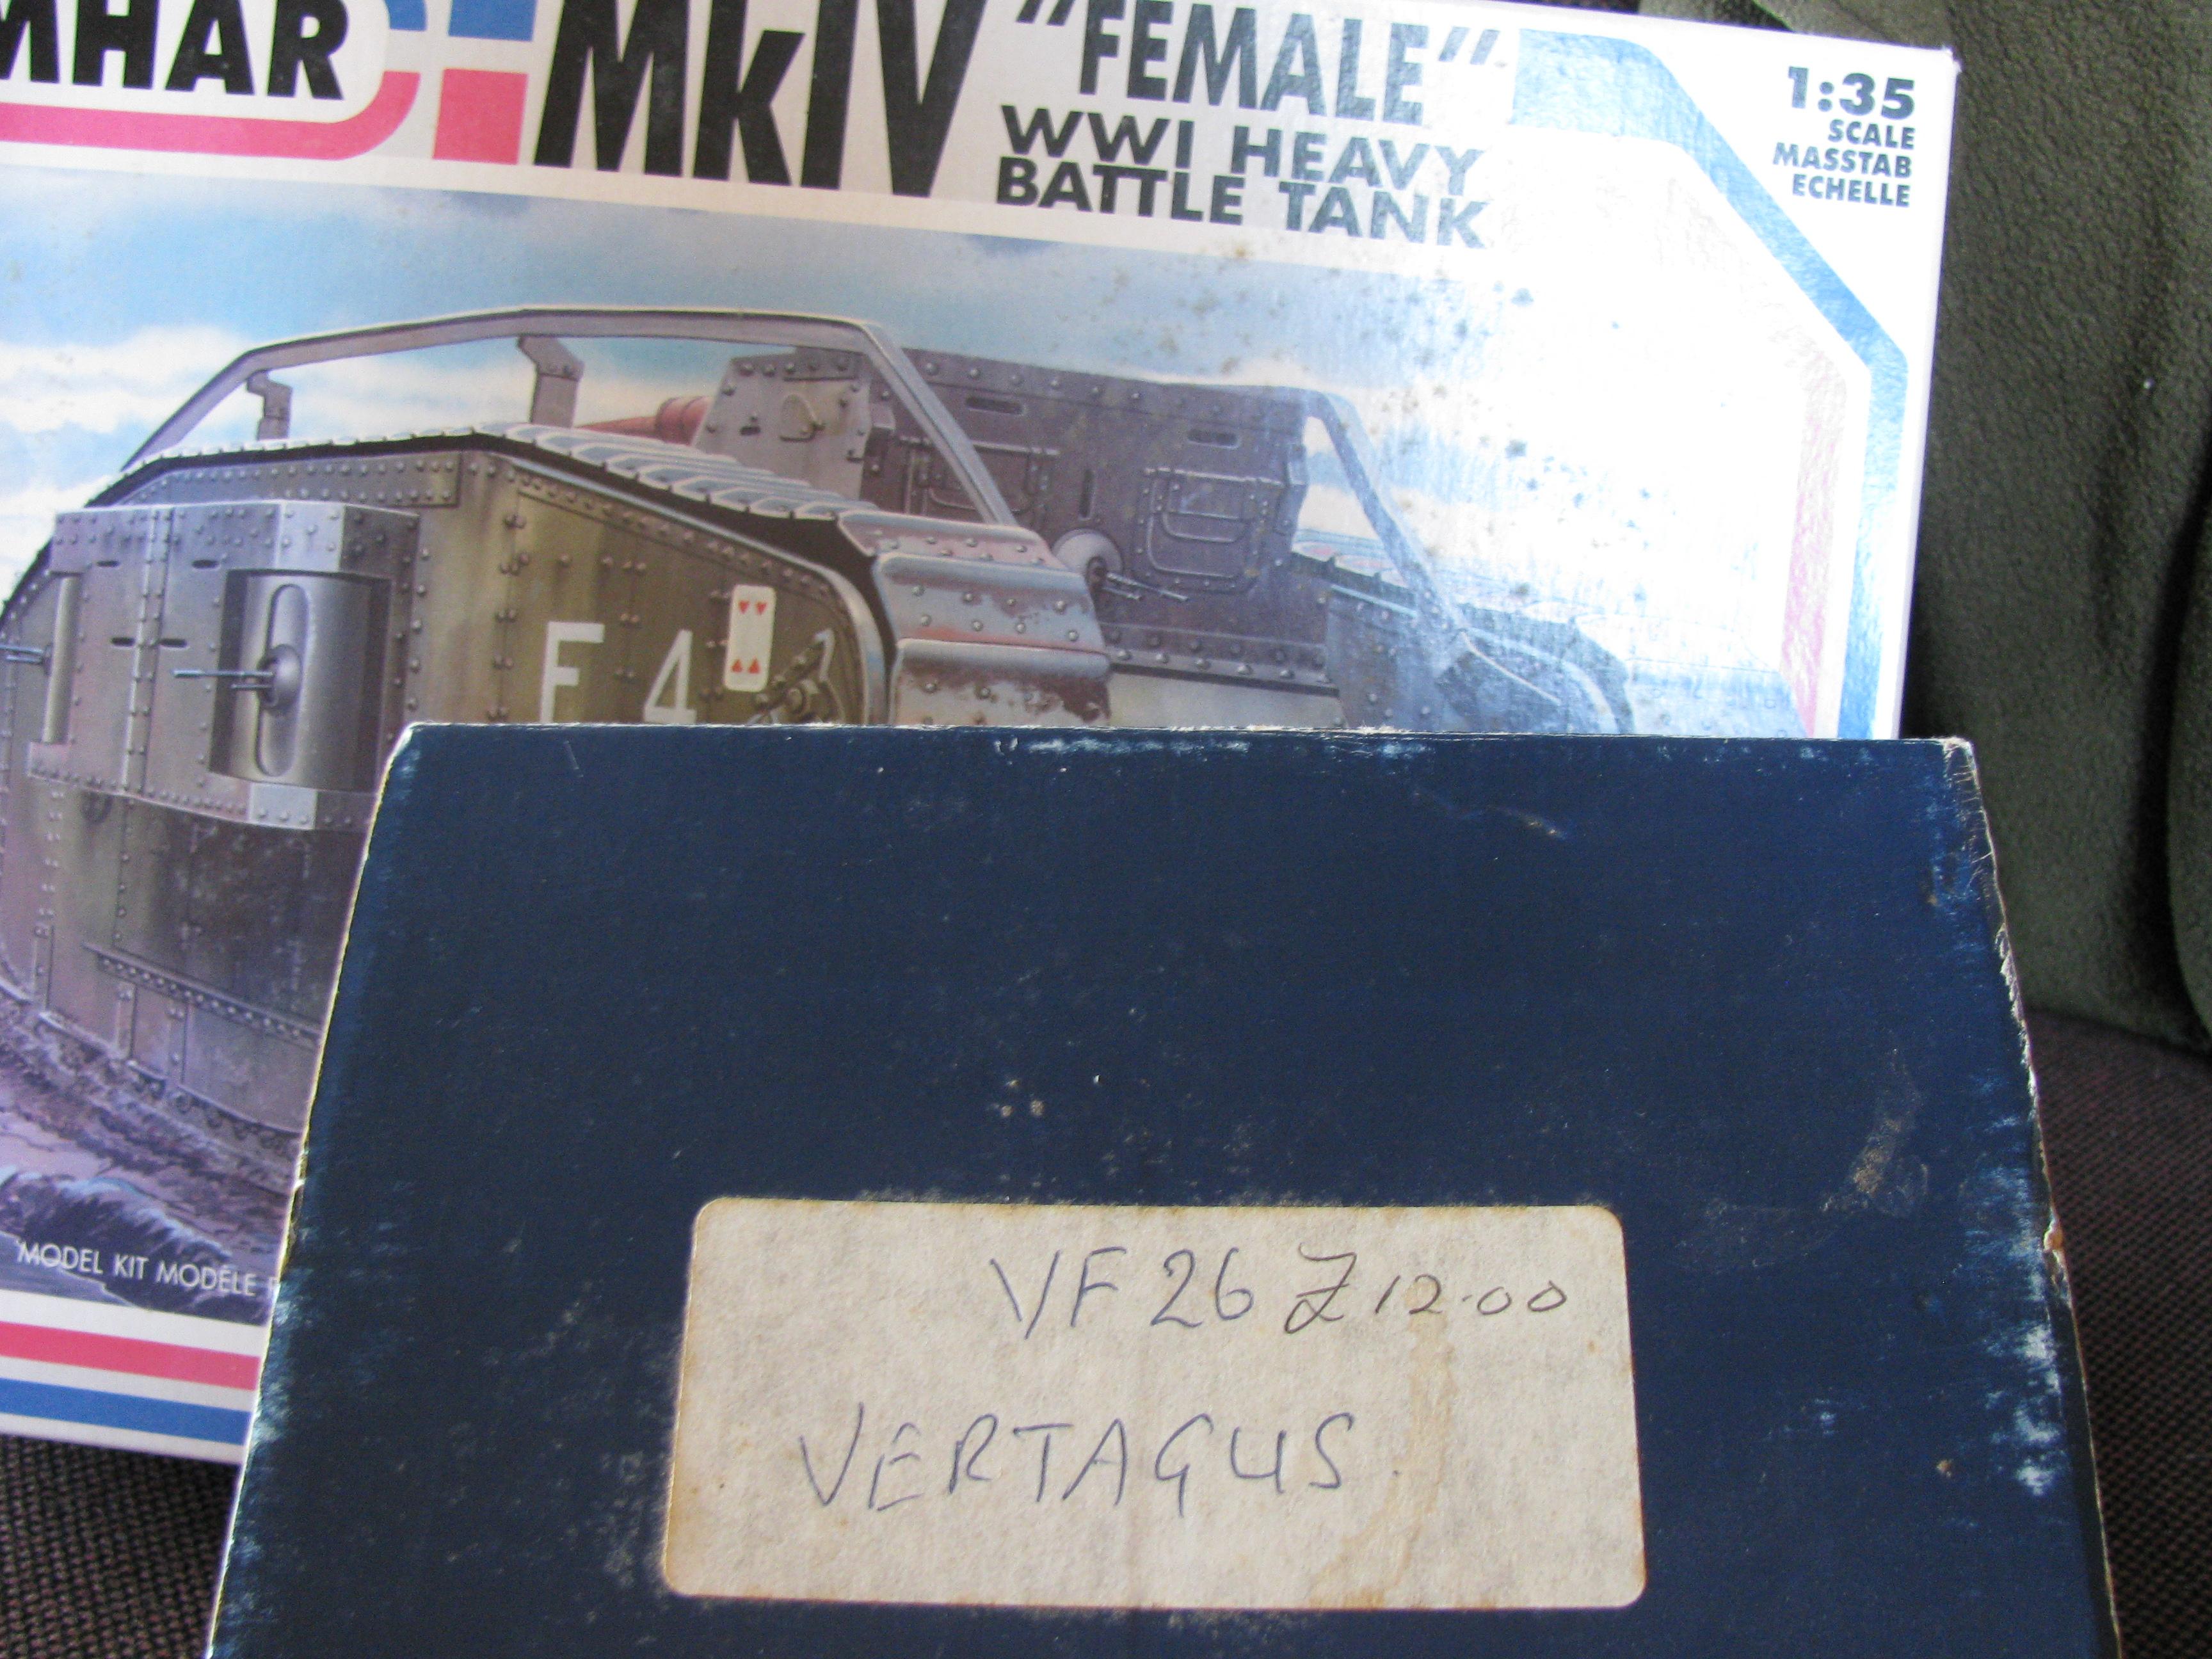 MHAR
MkIV
"FEMALE"
WWI HEAVY
BATTLE TANK
1:35
SCALE
MASSTAB
ECHELLE
F 4
MODEL KIT MODÈLE
VF 26 £12.00
VERTAGUS.